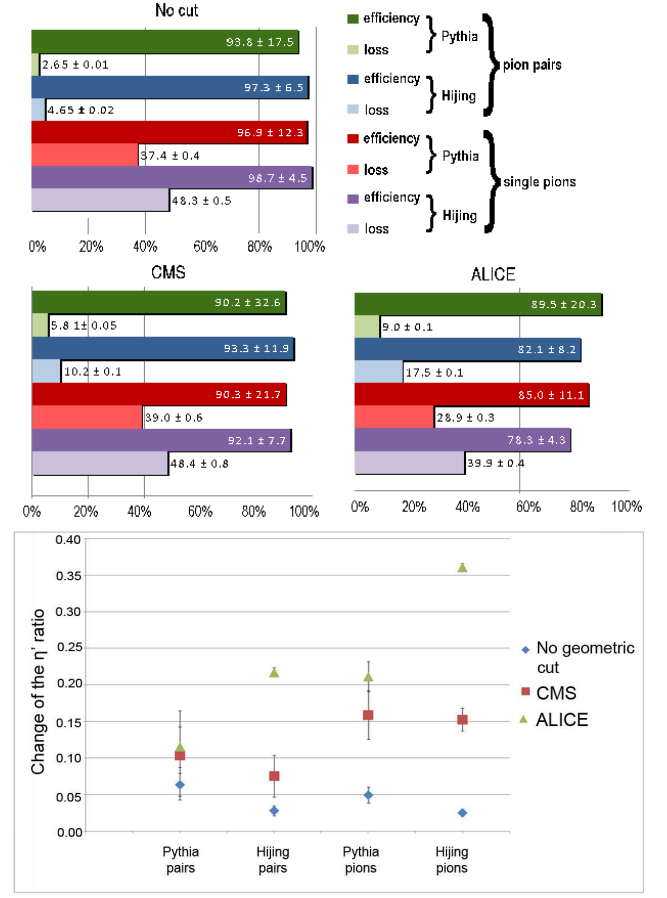 No cut
93.8 ± 17.5
2.65 ± 0.01
97.3 ± 6.5
4.65 ± 0.02
96.9 ± 12.3
37.4 ± 0.4
98.7 ± 4.5
48.3 ± 0.5
0% 20% 40% 60% 80% 100%
efficiency
loss
Pythia
efficiency
loss
Hijing
pion pairs
efficiency
loss
Pythia
efficiency
loss
Hijing
single pions
CMS
90.2 ± 32.6
5.8 1± 0.05
93.3 ± 11.9
10.2 ± 0.1
90.3 ± 21.7
39.0 ± 0.6
92.1 ± 7.7
48.4 ± 0.8
0% 20% 40% 60% 80% 100%
ALICE
89.5 ± 20.3
9.0 ± 0.1
82.1 ± 8.2
17.5 ± 0.1
85.0 ± 11.1
28.9 ± 0.3
78.3 ± 4.3
39.9 ± 0.4
0% 20% 40% 60% 80% 100%
Change of the η' ratio
0.40
0.35
0.30
0.25
0.20
0.15
0.10
0.05
0.00
Pythia pairs
Hijing pairs
Pythia pions
Hijing pions
No geometric
cut
CMS
ALICE